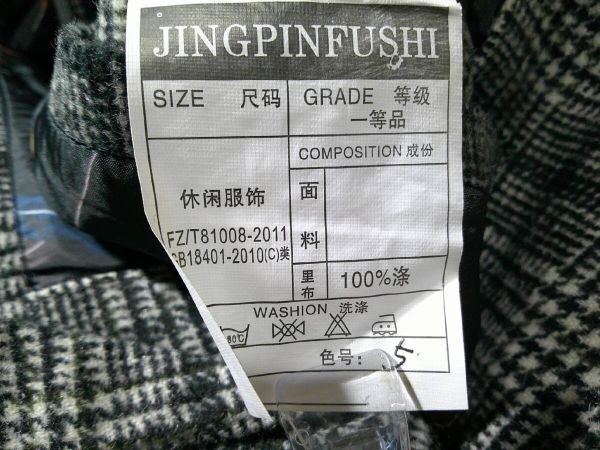 JINGPINFUSHI
SIZE 尺码
GRADE 等级
一等品
COMPOSITION 成份
休闲服饰
面料
FZ/T81008-2011
GB18401-2010(C)类
里布
100%涤
WASHION 洗涤
色号: 5